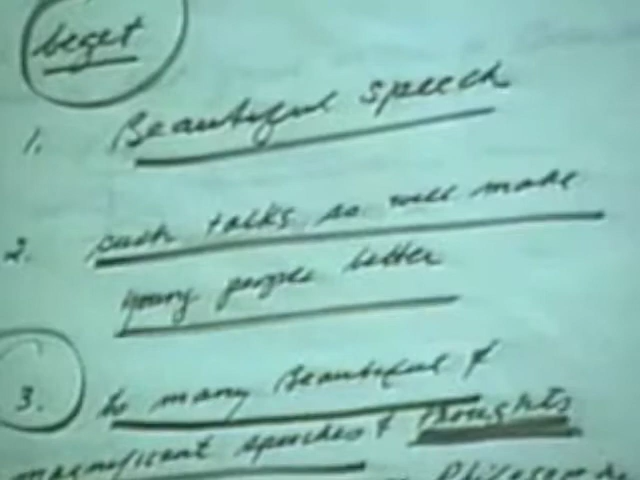 beget
1. Beautiful speech
2. such talks as will make
young people better
3. to many Beautiful &
magnificent speeches & thoughts